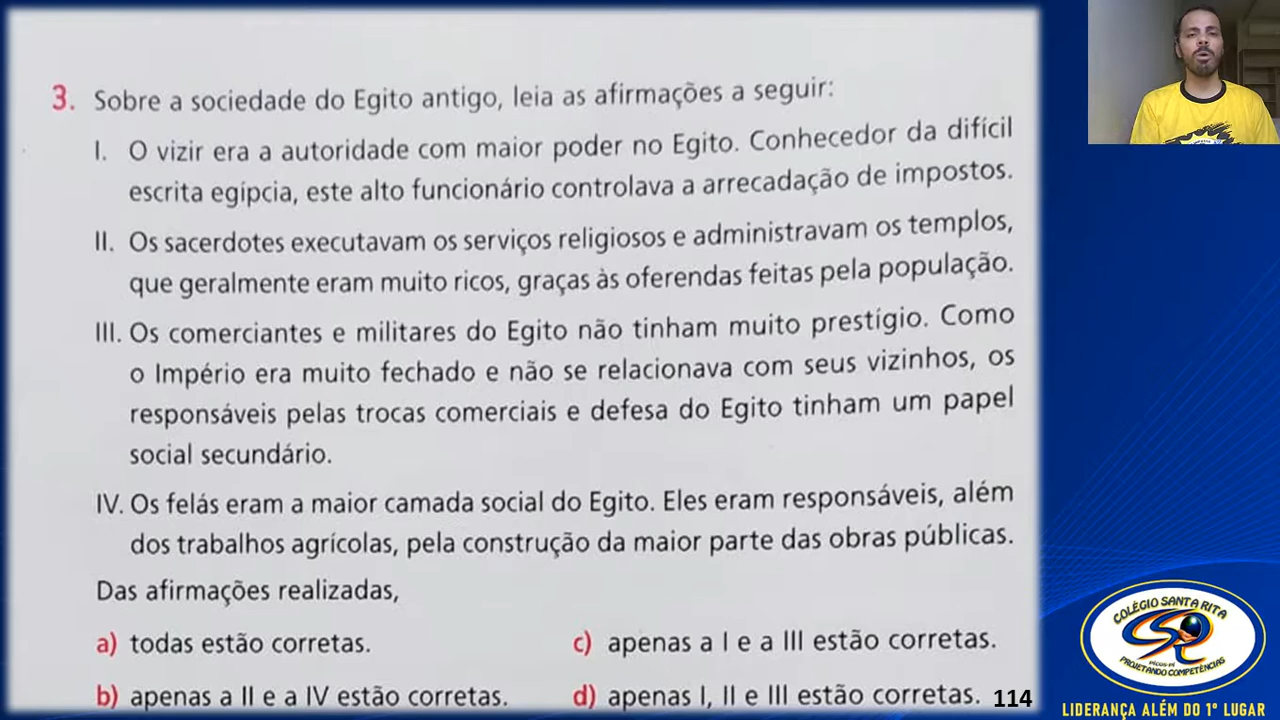 3. Sobre a sociedade do Egito antigo, leia as afirmações a seguir:
I. O vizir era a autoridade com maior poder no Egito. Conhecedor da difícil
escrita egípcia, este alto funcionário controlava a arrecadação de impostos.
II. Os sacerdotes executavam os serviços religiosos e administravam os templos,
que geralmente eram muito ricos, graças às oferendas feitas pela população.
III. Os comerciantes e militares do Egito não tinham muito prestígio. Como
o Império era muito fechado e não se relacionava com seus vizinhos, os
responsáveis pelas trocas comerciais e defesa do Egito tinham um papel
social secundário.
IV. Os felás eram a maior camada social do Egito. Eles eram responsáveis, além
dos trabalhos agrícolas, pela construção da maior parte das obras públicas.
Das afirmações realizadas,
a) todas estão corretas.
b) apenas a II e a IV estão corretas.
c) apenas a I e a III estão corretas.
d) apenas I, II e III estão corretas.
114
COLÉGIO SANTA RITA
PICOS-PI
PROJETANDO COMPETÊNCIAS
LIDERANÇA ALÉM DO 1° LUGAR